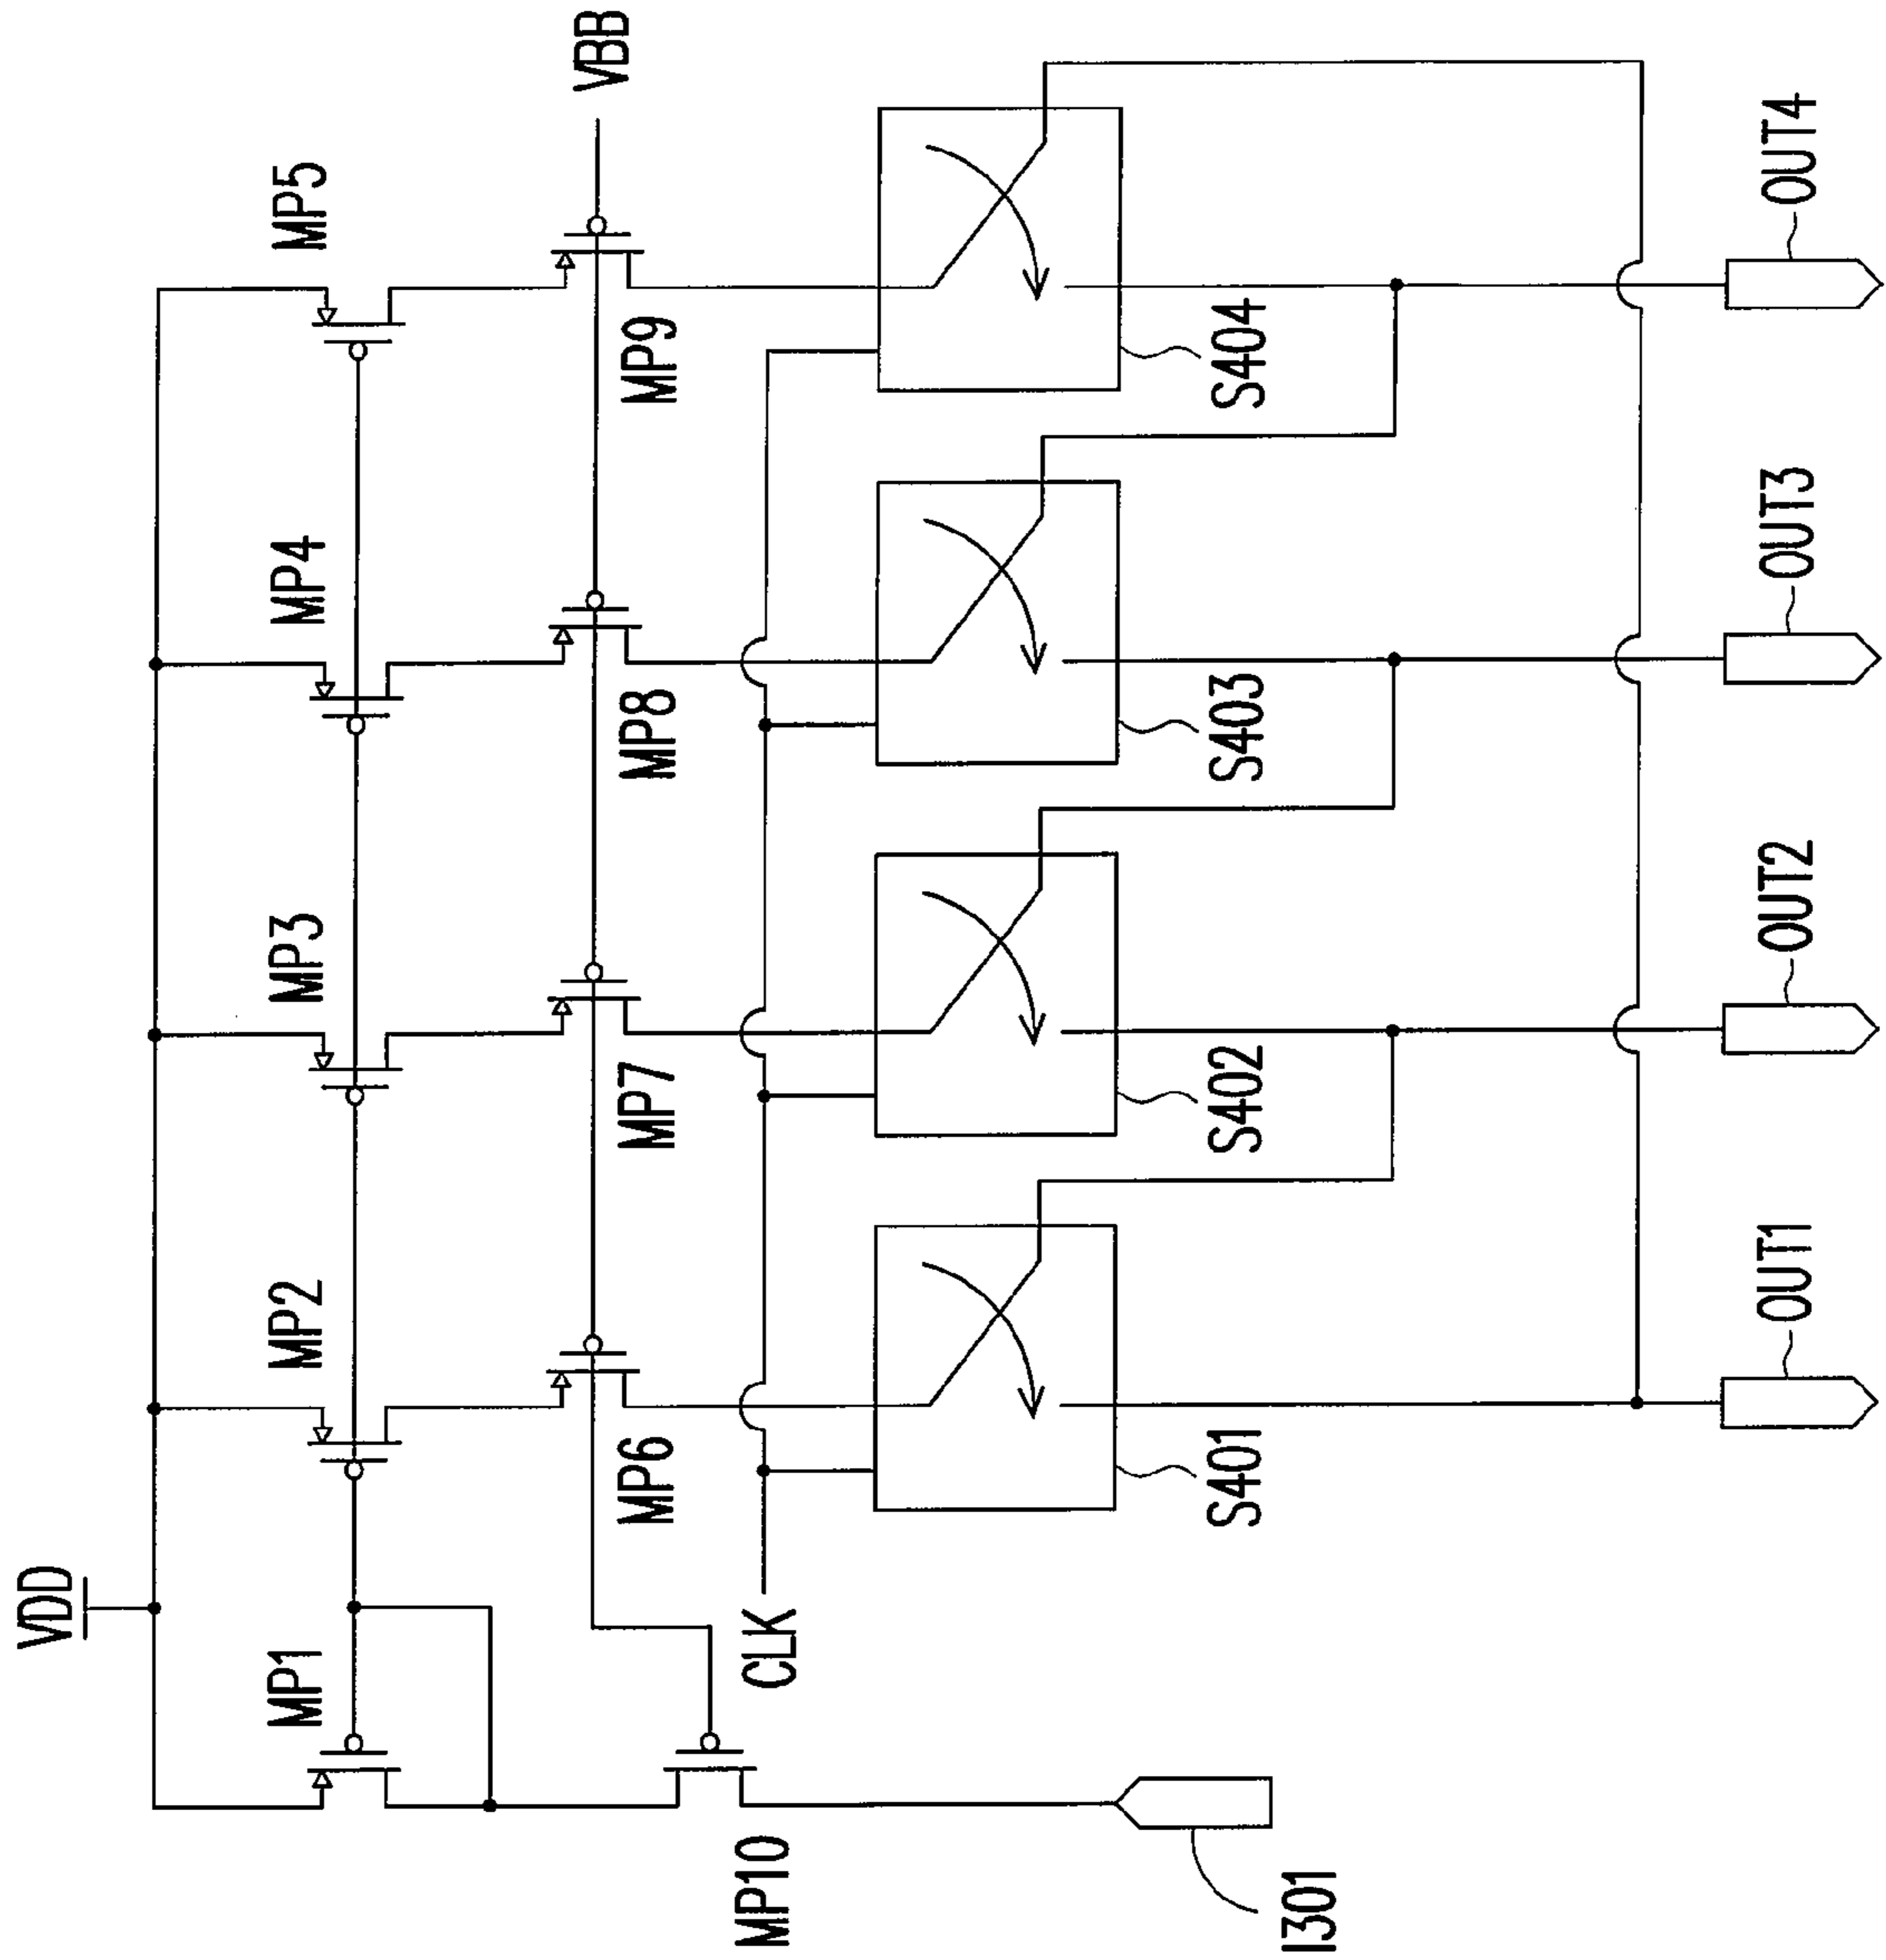 VDD
MP1
MP2
MP3
MP4
MP5
VBB
MP10
MP6
MP7
MP8
MP9
CLK
S401
S402
S403
S404
I301
OUT1
OUT2
OUT3
OUT4